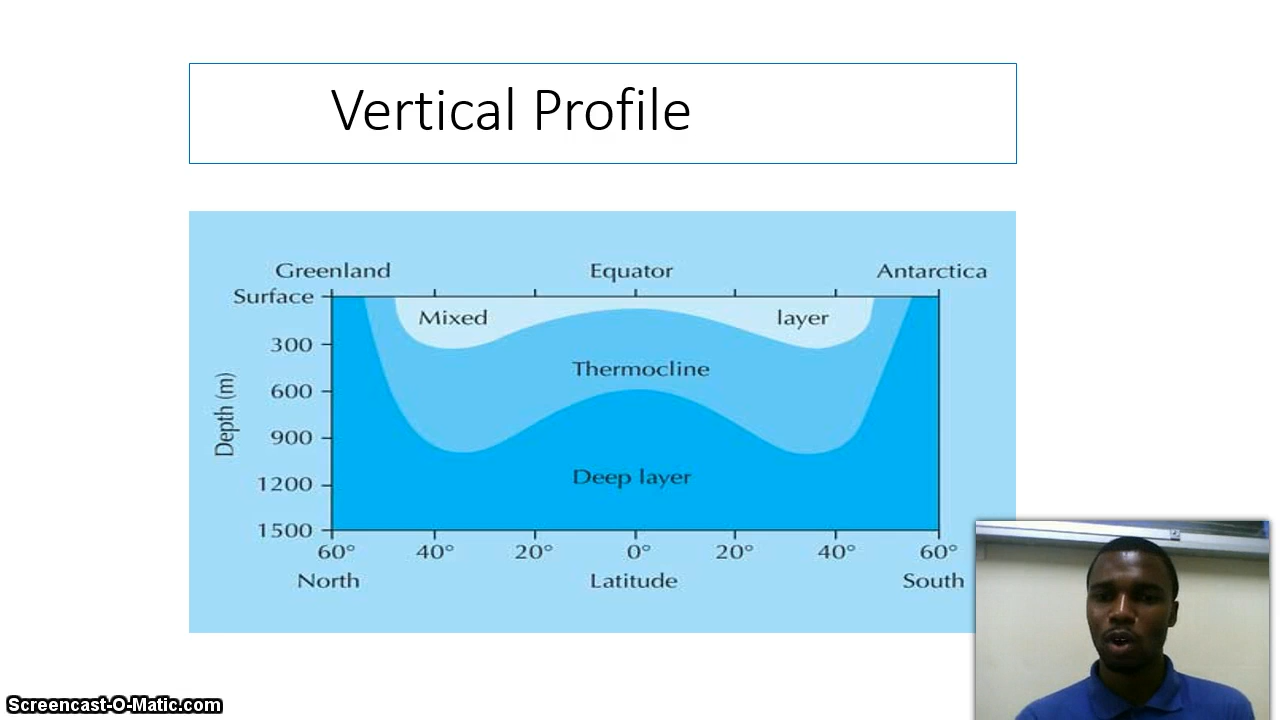 Vertical Profile
Greenland Equator Antarctica
Surface
Mixed layer
300
Thermocline
600
Depth (m)
900
Deep layer
1200
1500
60° 40° 20° 0° 20° 40° 60°
North Latitude South
Screencast-O-Matic.com